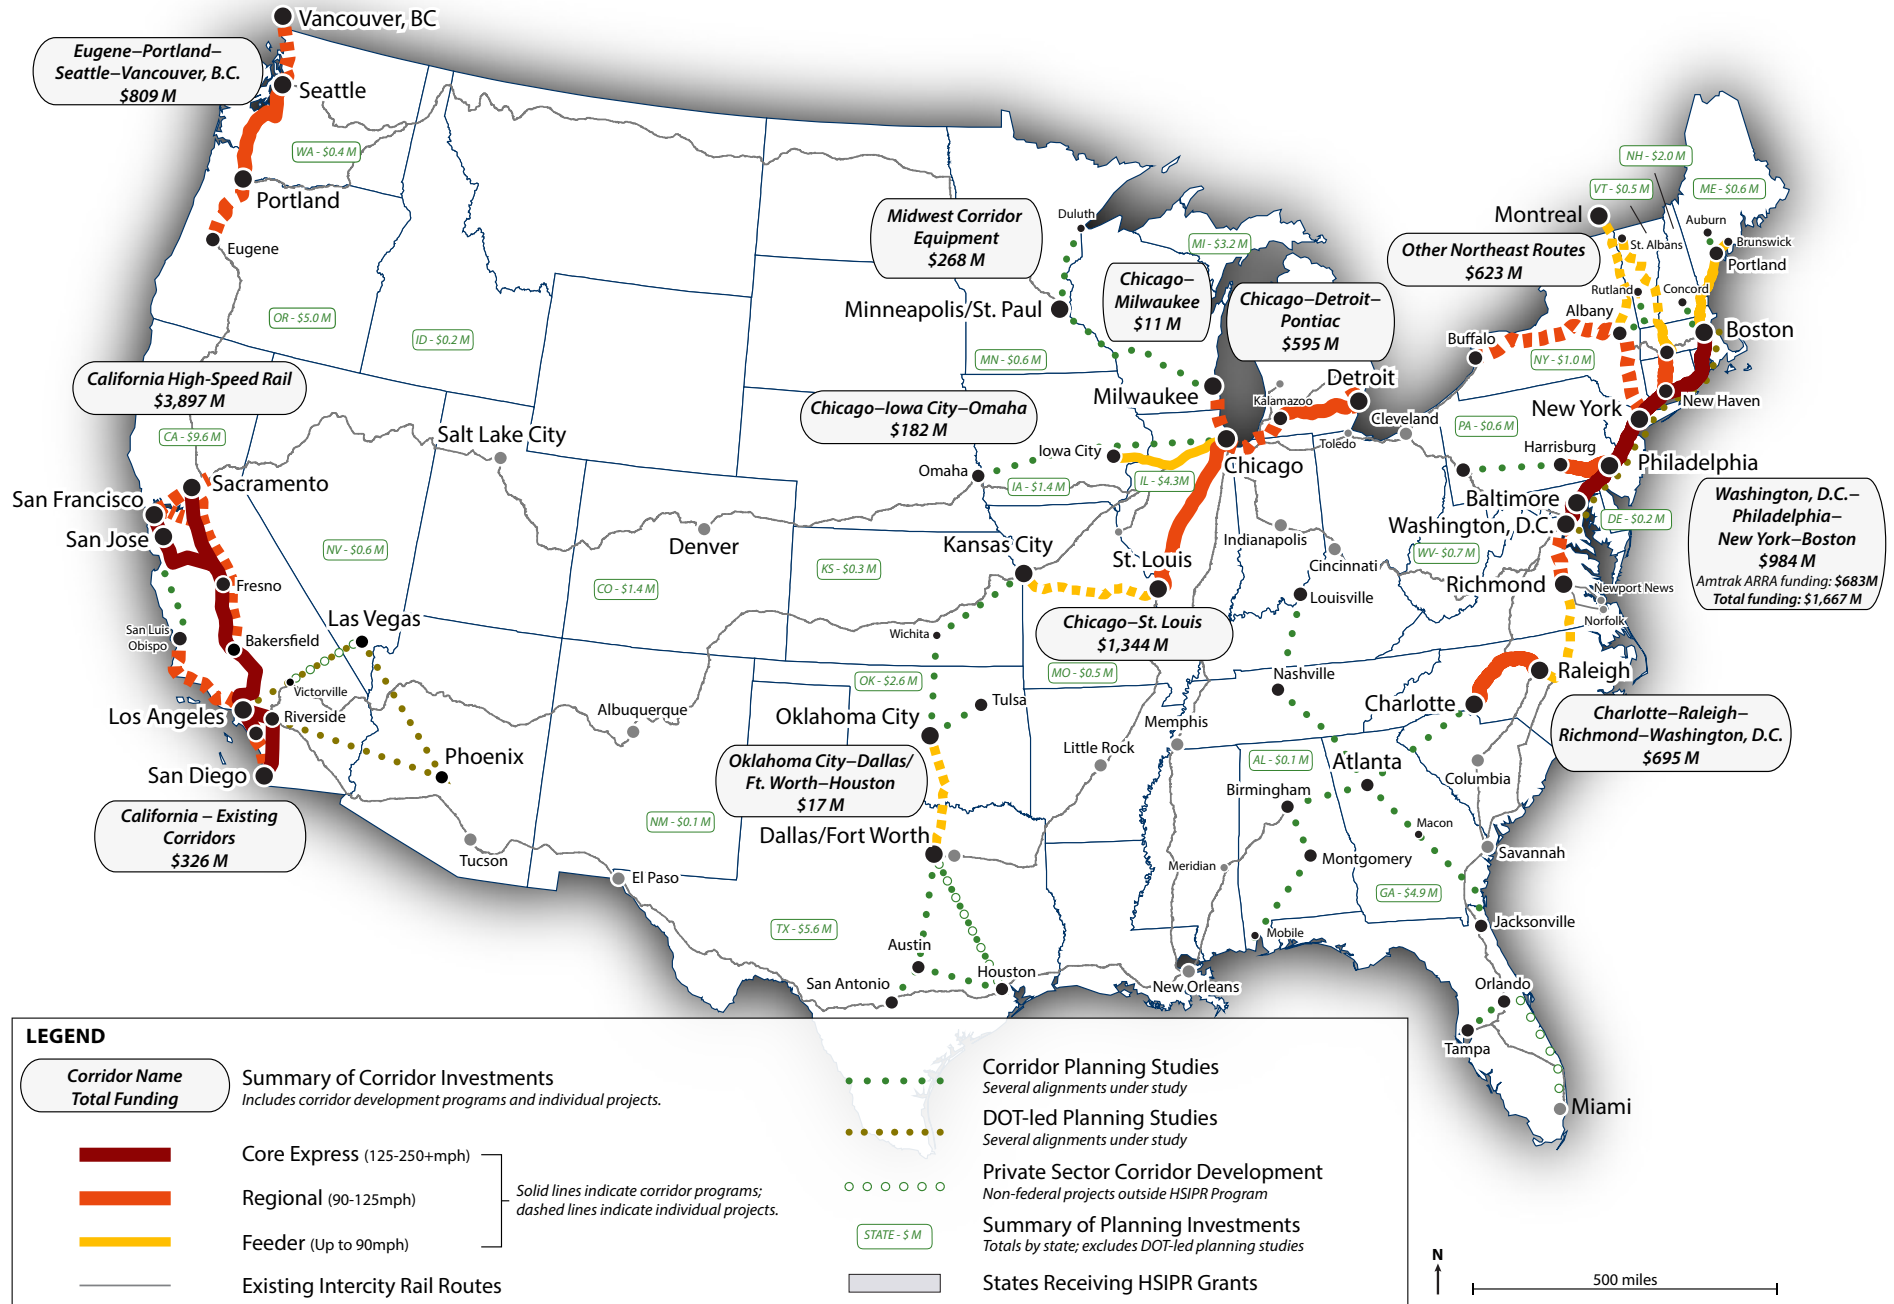 Vancouver, BC
Eugene–Portland–
Seattle–Vancouver, B.C.
$809 M
Seattle
WA - $0.4 M
Portland
Eugene
OR - $5.0 M
ID - $0.2 M
California High-Speed Rail
$3,897 M
CA - $9.6 M
Salt Lake City
Sacramento
San Francisco
San Jose
NV - $0.6 M
Denver
Fresno
CO - $1.4 M
Las Vegas
San Luis
Obispo
Bakersfield
Victorville
Los Angeles
Riverside
Albuquerque
San Diego
Phoenix
California – Existing
Corridors
$326 M
NM - $0.1 M
Tucson
El Paso
Midwest Corridor
Equipment
$268 M
Duluth
MI - $3.2 M
Minneapolis/St. Paul
Chicago–
Milwaukee
$11 M
Chicago–Detroit–
Pontiac
$595 M
MN - $0.6 M
Milwaukee
Detroit
Kalamazoo
Chicago–Iowa City–Omaha
$182 M
Cleveland
Toledo
Iowa City
Chicago
Omaha
IA - $1.4 M
IL - $4.3M
Kansas City
Indianapolis
St. Louis
Cincinnati
KS - $0.3 M
Louisville
Wichita
Chicago–St. Louis
$1,344 M
OK - $2.6 M
MO - $0.5 M
Nashville
Tulsa
Oklahoma City
Memphis
Little Rock
Oklahoma City–Dallas/
Ft. Worth–Houston
$17 M
AL - $0.1 M
Atlanta
Birmingham
Dallas/Fort Worth
Macon
Meridian
Montgomery
GA - $4.9 M
TX - $5.6 M
Austin
Mobile
San Antonio
Houston
New Orleans
NH - $2.0 M
VT - $0.5 M
ME - $0.6 M
Montreal
Auburn
St. Albans
Brunswick
Other Northeast Routes
$623 M
Portland
Rutland
Concord
Albany
Boston
Buffalo
NY - $1.0 M
New Haven
New York
PA - $0.6 M
Harrisburg
Philadelphia
Baltimore
Washington, D.C.
DE - $0.2 M
Washington, D.C.–
Philadelphia–
New York–Boston
$984 M
Amtrak ARRA funding: $683M
Total funding: $1,667 M
WV- $0.7 M
Richmond
Newport News
Norfolk
Raleigh
Charlotte
Charlotte–Raleigh–
Richmond–Washington, D.C.
$695 M
Columbia
Savannah
Jacksonville
Orlando
Tampa
Miami
LEGEND
Corridor Name
Total Funding
Summary of Corridor Investments
Includes corridor development programs and individual projects.
Core Express (125-250+mph)
Regional (90-125mph)
Feeder (Up to 90mph)
Solid lines indicate corridor programs;
dashed lines indicate individual projects.
Existing Intercity Rail Routes
Corridor Planning Studies
Several alignments under study
DOT-led Planning Studies
Several alignments under study
Private Sector Corridor Development
Non-federal projects outside HSIPR Program
STATE - $ M
Summary of Planning Investments
Totals by state; excludes DOT-led planning studies
States Receiving HSIPR Grants
N
500 miles